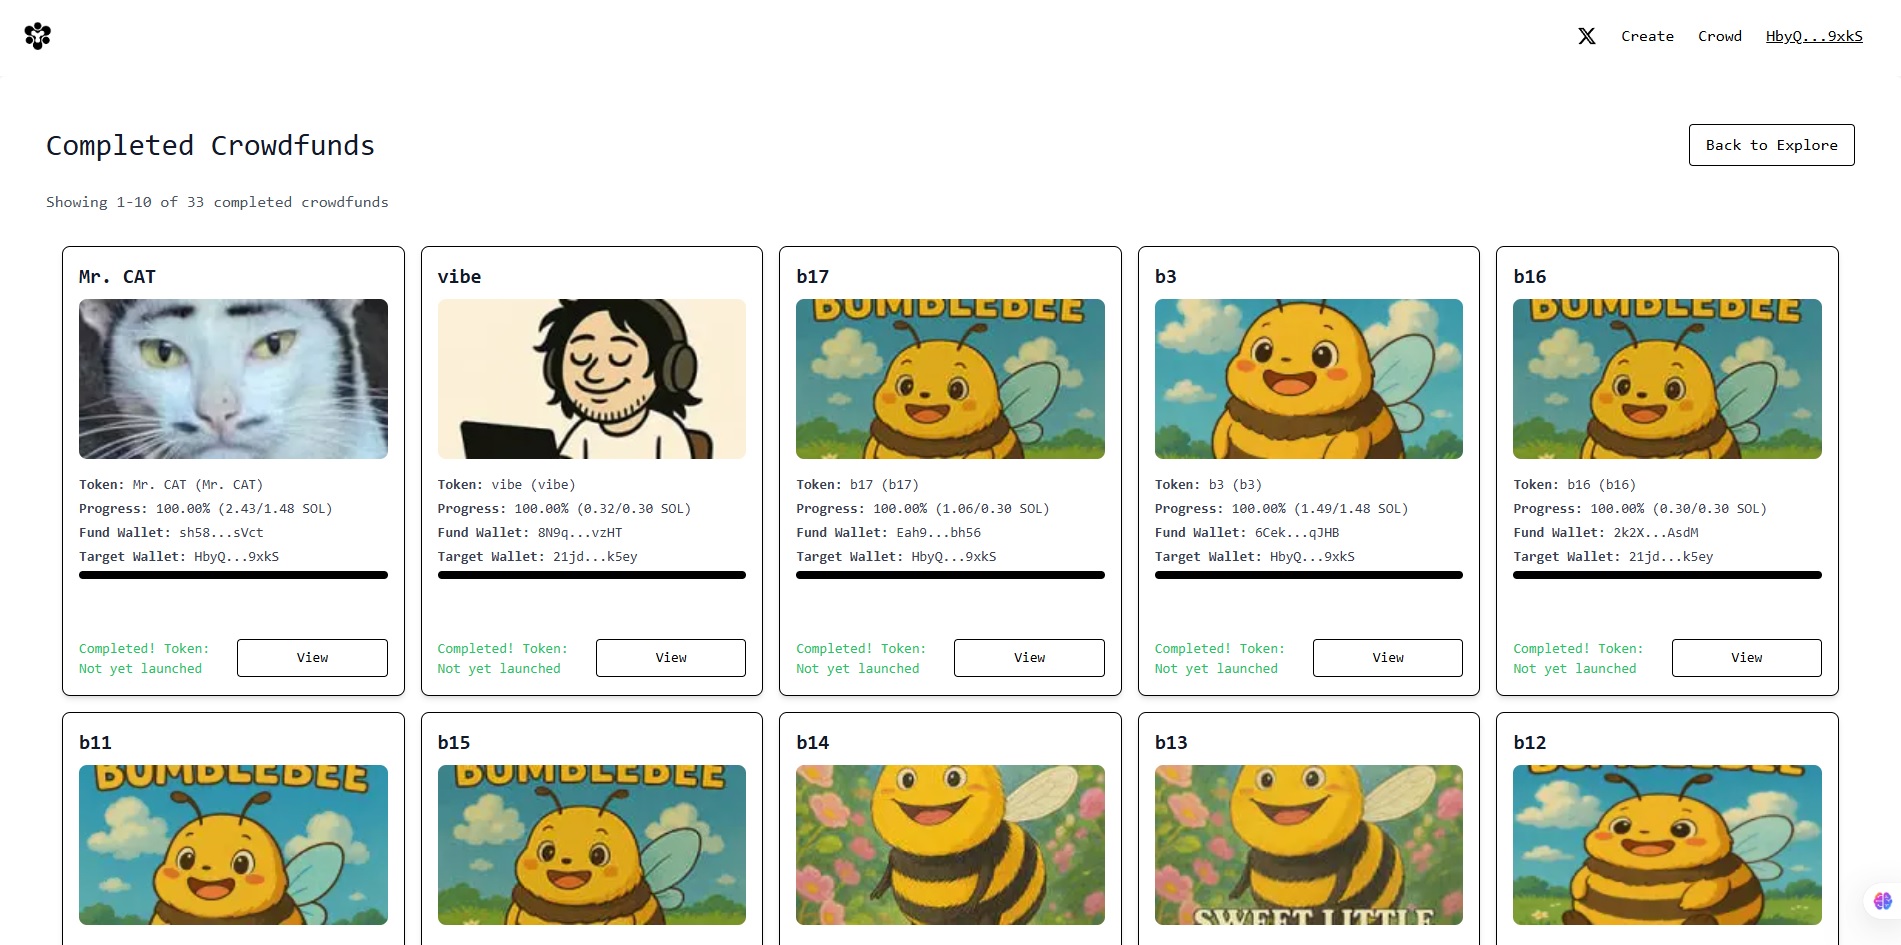 Create Crowd HbyQ...9xkS
Completed Crowdfunds
Back to Explore
Showing 1-10 of 33 completed crowdfunds
Mr. CAT
Token: Mr. CAT (Mr. CAT)
Progress: 100.00% (2.43/1.48 SOL)
Fund Wallet: sh58...sVct
Target Wallet: HbyQ...9xkS
Completed! Token:
Not yet launched
View
vibe
Token: vibe (vibe)
Progress: 100.00% (0.32/0.30 SOL)
Fund Wallet: 8N9q...vzHT
Target Wallet: 21jd...k5ey
Completed! Token:
Not yet launched
View
b17
BUMBLEBEE
Token: b17 (b17)
Progress: 100.00% (1.06/0.30 SOL)
Fund Wallet: Eah9...bh56
Target Wallet: HbyQ...9xkS
Completed! Token:
Not yet launched
View
b3
Token: b3 (b3)
Progress: 100.00% (1.49/1.48 SOL)
Fund Wallet: 6Cek...qJHB
Target Wallet: HbyQ...9xkS
Completed! Token:
Not yet launched
View
b16
BUMBLEBEE
Token: b16 (b16)
Progress: 100.00% (0.30/0.30 SOL)
Fund Wallet: 2k2X...AsdM
Target Wallet: 21jd...k5ey
Completed! Token:
Not yet launched
View
b11
BUMBLEBEE
b15
BUMBLEBEE
b14
b13
SWEET LITTLE
b12